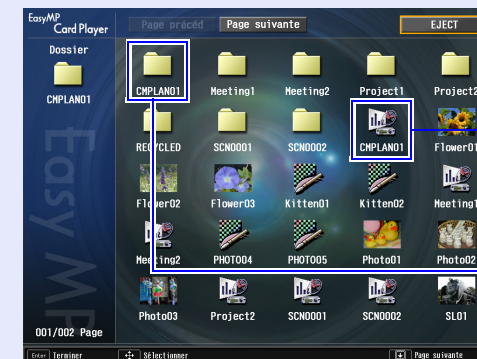 EasyMP
Card Player
Page précéd
Page suivante
EJECT
Dossier
CMPLAN01
CMPLAN01
Meeting1
Meeting2
Project1
Project2
RECYCLED
SCN0001
SCN0002
CMPLAN01
Flower01
Flower02
Flower03
Kitten01
Kitten02
Meeting1
Meeting2
PHOTO04
PHOTO05
Photo01
Photo02
Photo03
Project2
SCN0001
SCN0002
SL01
Easy MP
001/002 Page
Enter Terminer
Sélectionner
Page suivante